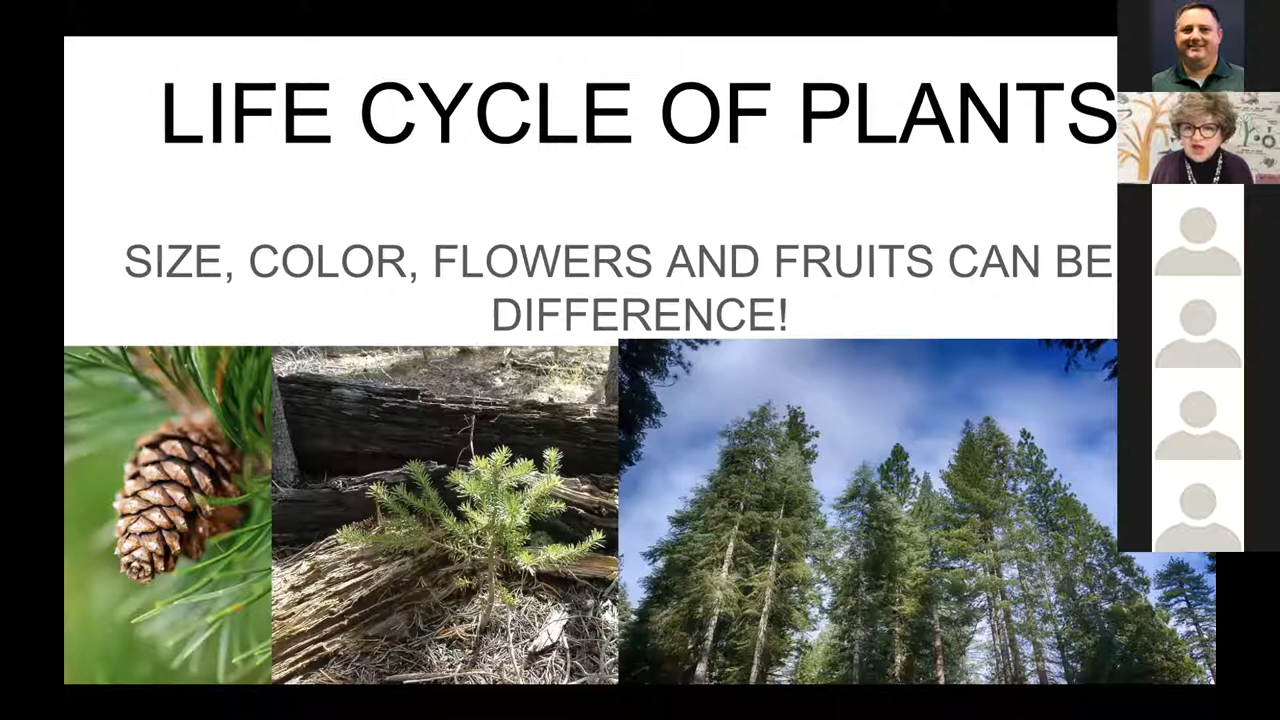 LIFE CYCLE OF PLANTS
SIZE, COLOR, FLOWERS AND FRUITS CAN BE
DIFFERENCE!